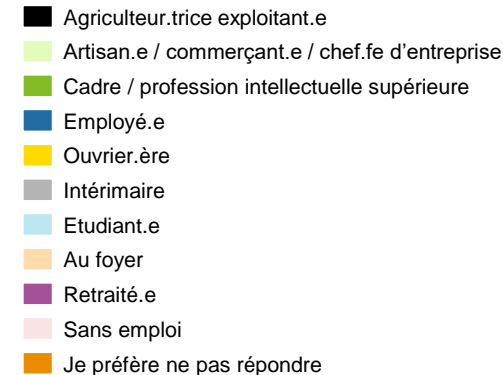 Agriculteur.trice exploitant.e
Artisan.e / commerçant.e / chef.fe d’entreprise
Cadre / profession intellectuelle supérieure
Employé.e
Ouvrier.ère
Intérimaire
Etudiant.e
Au foyer
Retraité.e
Sans emploi
Je préfère ne pas répondre